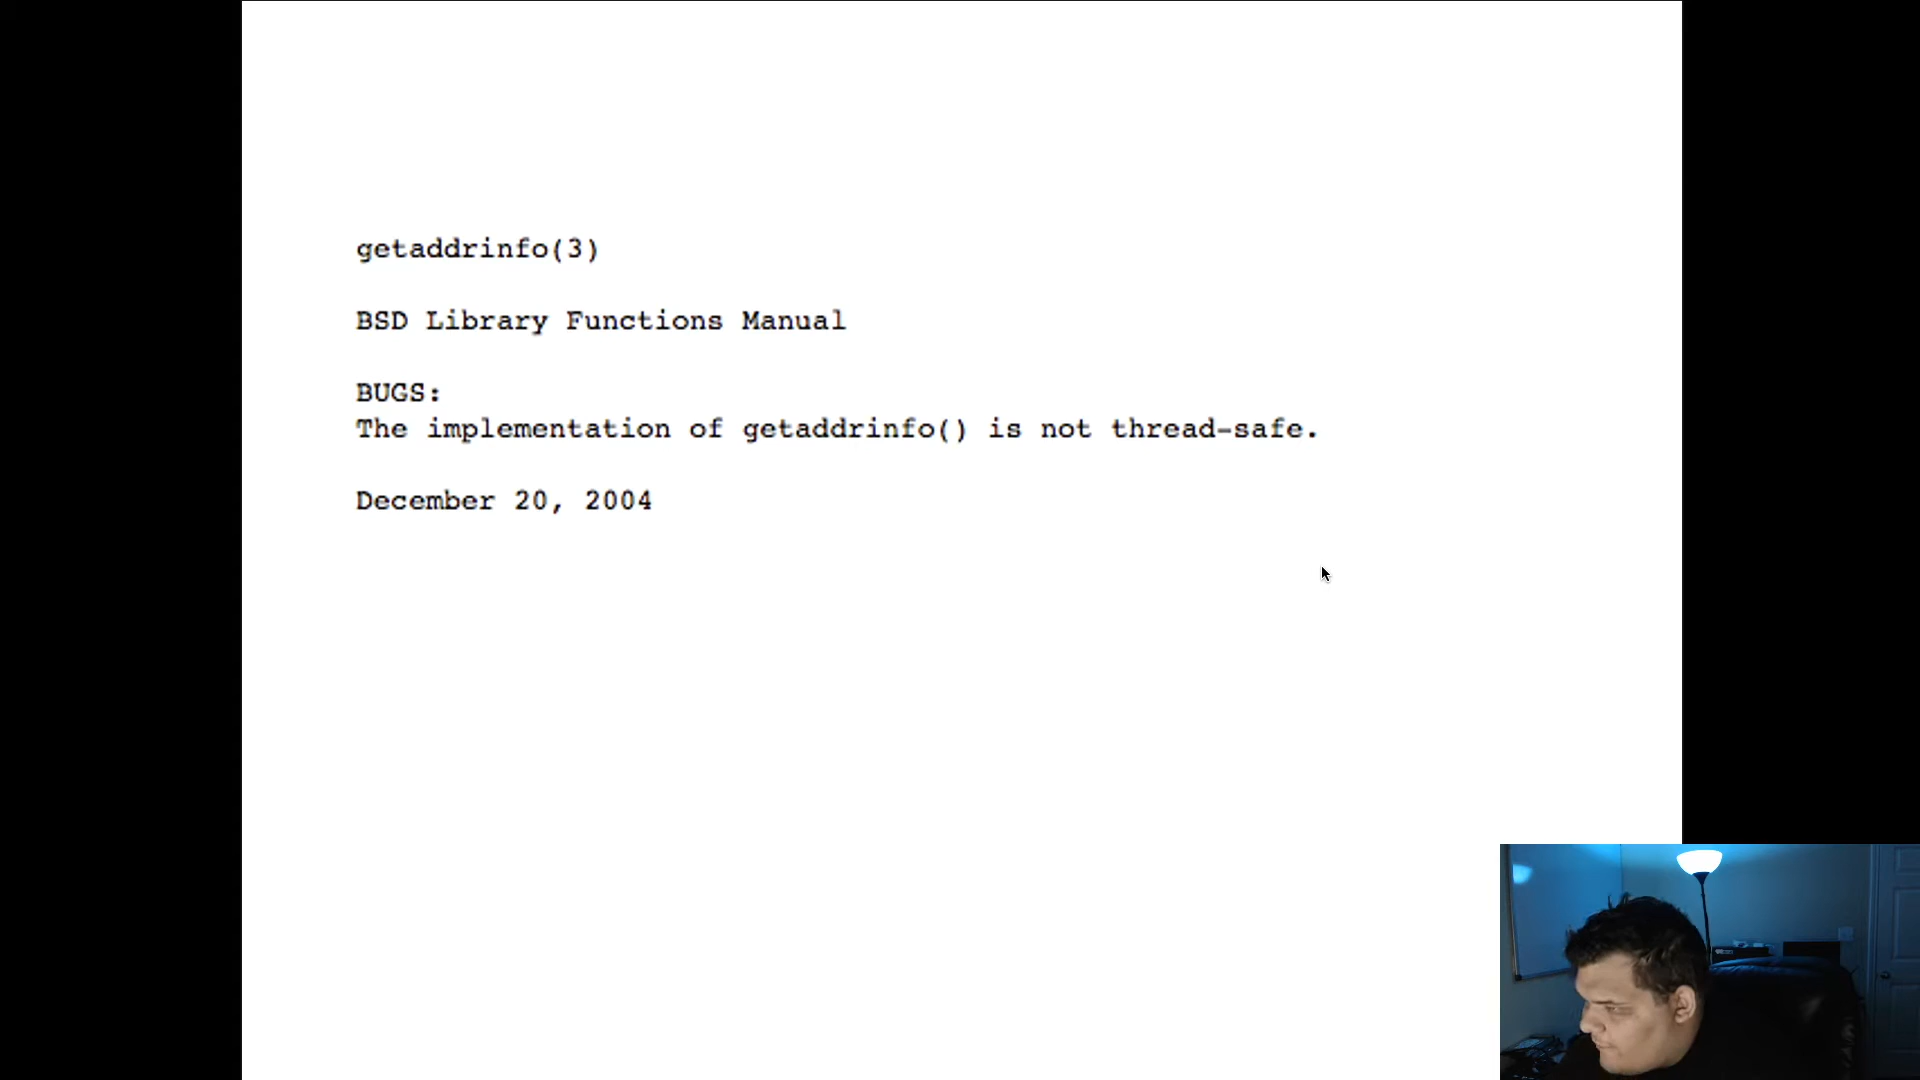 getaddrinfo(3)
BSD Library Functions Manual
BUGS:
The implementation of getaddrinfo() is not thread-safe.
December 20, 2004